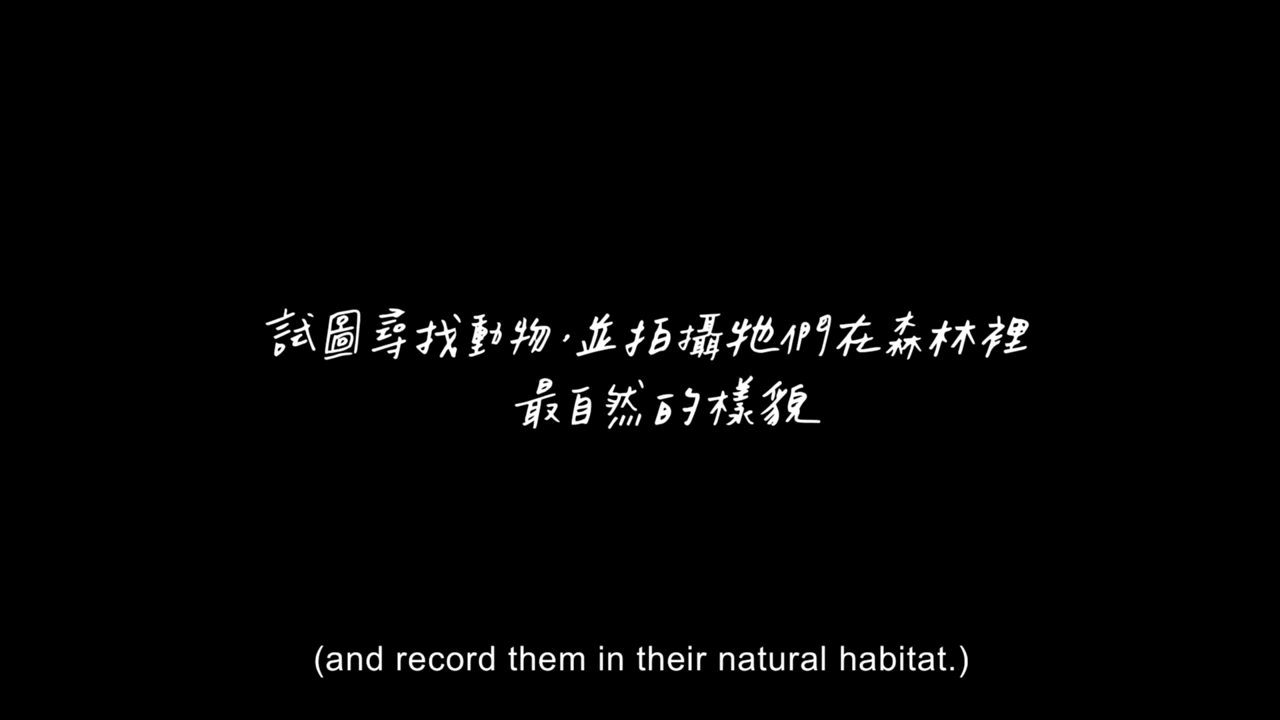 試圖尋找動物，並拍攝牠們在森林裡
最自然的樣貌
(and record them in their natural habitat.)